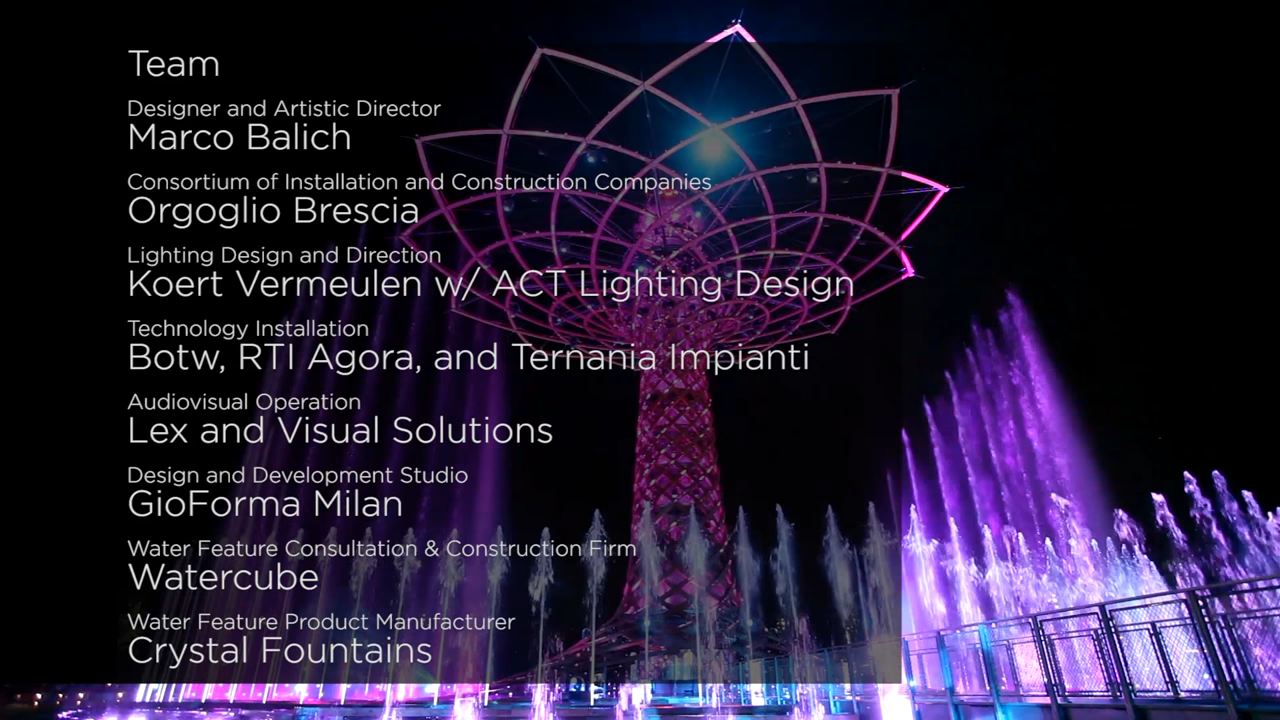 Team
Designer and Artistic Director
Marco Balich
Consortium of Installation and Construction Companies
Orgoglio Brescia
Lighting Design and Direction
Koert Vermeulen w/ ACT Lighting Design
Technology Installation
Botw, RTI Agora, and Ternania Impianti
Audiovisual Operation
Lex and Visual Solutions
Design and Development Studio
GioForma Milan
Water Feature Consultation & Construction Firm
Watercube
Water Feature Product Manufacturer
Crystal Fountains